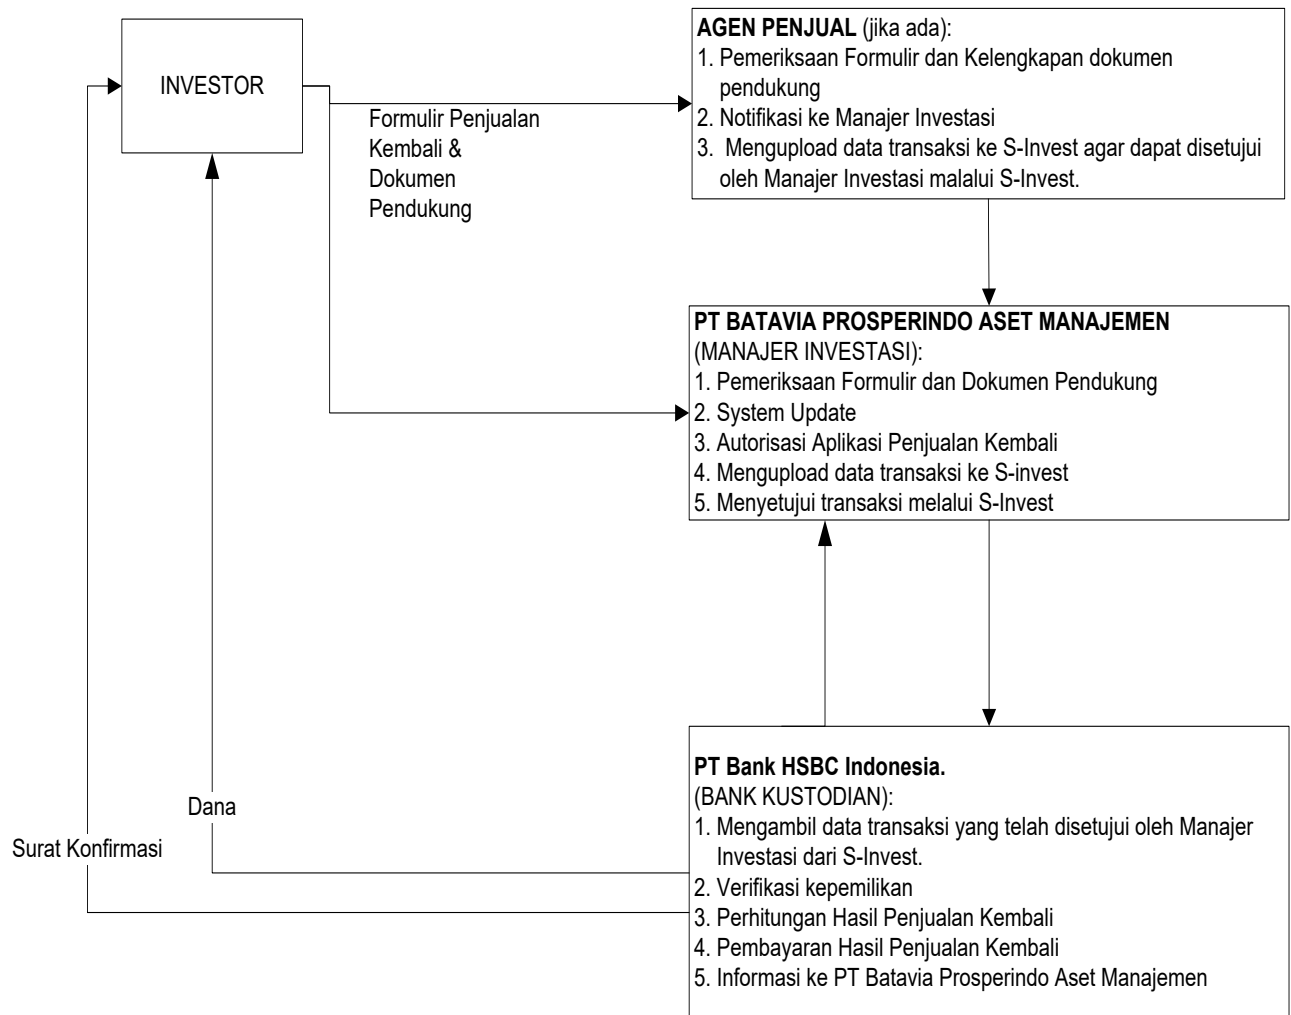 INVESTOR
Formulir Penjualan
Kembali &
Dokumen
Pendukung
AGEN PENJUAL (jika ada):
1. Pemeriksaan Formulir dan Kelengkapan dokumen
pendukung
2. Notifikasi ke Manajer Investasi
3. Mengupload data transaksi ke S-Invest agar dapat disetujui
oleh Manajer Investasi malalui S-Invest.
PT BATAVIA PROSPERINDO ASET MANAJEMEN
(MANAJER INVESTASI):
1. Pemeriksaan Formulir dan Dokumen Pendukung
2. System Update
3. Autorisasi Aplikasi Penjualan Kembali
4. Mengupload data transaksi ke S-invest
5. Menyetujui transaksi melalui S-Invest
PT Bank HSBC Indonesia.
(BANK KUSTODIAN):
1. Mengambil data transaksi yang telah disetujui oleh Manajer
Investasi dari S-Invest.
2. Verifikasi kepemilikan
3. Perhitungan Hasil Penjualan Kembali
4. Pembayaran Hasil Penjualan Kembali
5. Informasi ke PT Batavia Prosperindo Aset Manajemen
Dana
Surat Konfirmasi